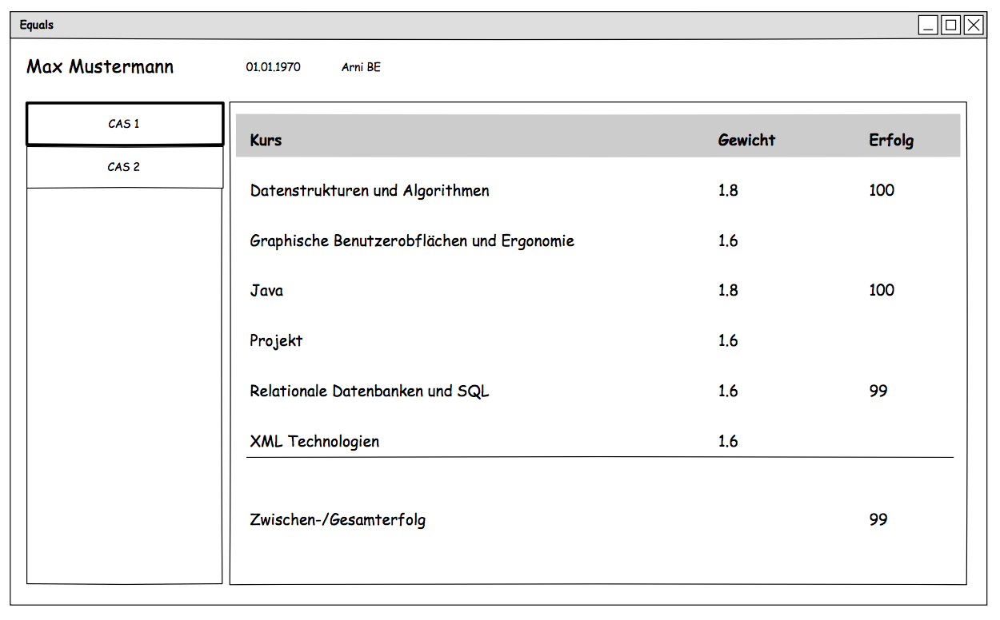 Equals
Max Mustermann 01.01.1970 Arni BE
CAS 1
CAS 2
Kurs Gewicht Erfolg
Datenstrukturen und Algorithmen 1.8 100
Graphische Benutzerobflächen und Ergonomie 1.6
Java 1.8 100
Projekt 1.6
Relationale Datenbanken und SQL 1.6 99
XML Technologien 1.6
Zwischen-/Gesamterfolg 99